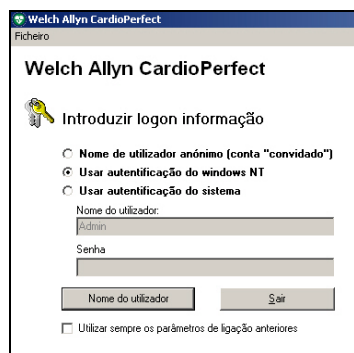 Welch Allyn CardioPerfect
Ficheiro
Welch Allyn CardioPerfect
Introduzir logon informação
Nome de utilizador anónimo (conta "convidado")
Usar autentificação do windows NT
Usar autentificação do sistema
Nome do utilizador:
Admin
Senha
Nome do utilizador Sair
Utilizar sempre os parâmetros de ligação anteriores